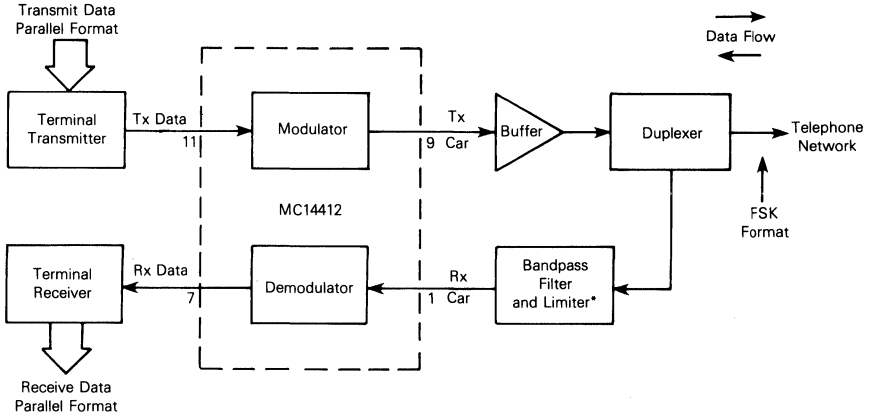 Transmit Data
Parallel Format
Data Flow
Terminal
Transmitter
Tx Data
11
Modulator
Tx
9 Car
Buffer
Duplexer
Telephone
Network
FSK
Format
MC14412
Terminal
Receiver
Rx Data
7
Demodulator
Rx
1 Car
Bandpass
Filter
and Limiter*
Receive Data
Parallel Format